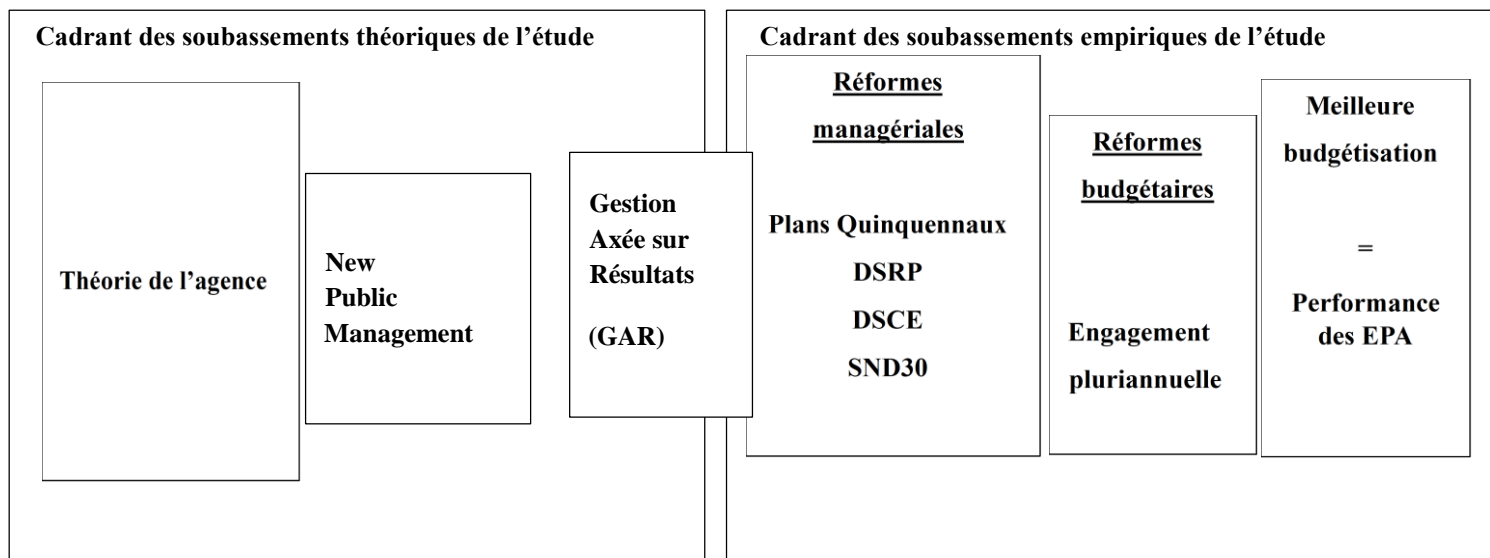 Cadrant des soubassements théoriques de l’étude
Théorie de l’agence
New
Public
Management
Gestion
Axée sur
Résultats
(GAR)
Cadrant des soubassements empiriques de l’étude
Réformes
managériales
Plans Quinquennaux
DSRP
DSCE
SND30
Réformes
budgétaires
Engagement
pluriannuelle
Meilleure
budgétisation
=
Performance
des EPA